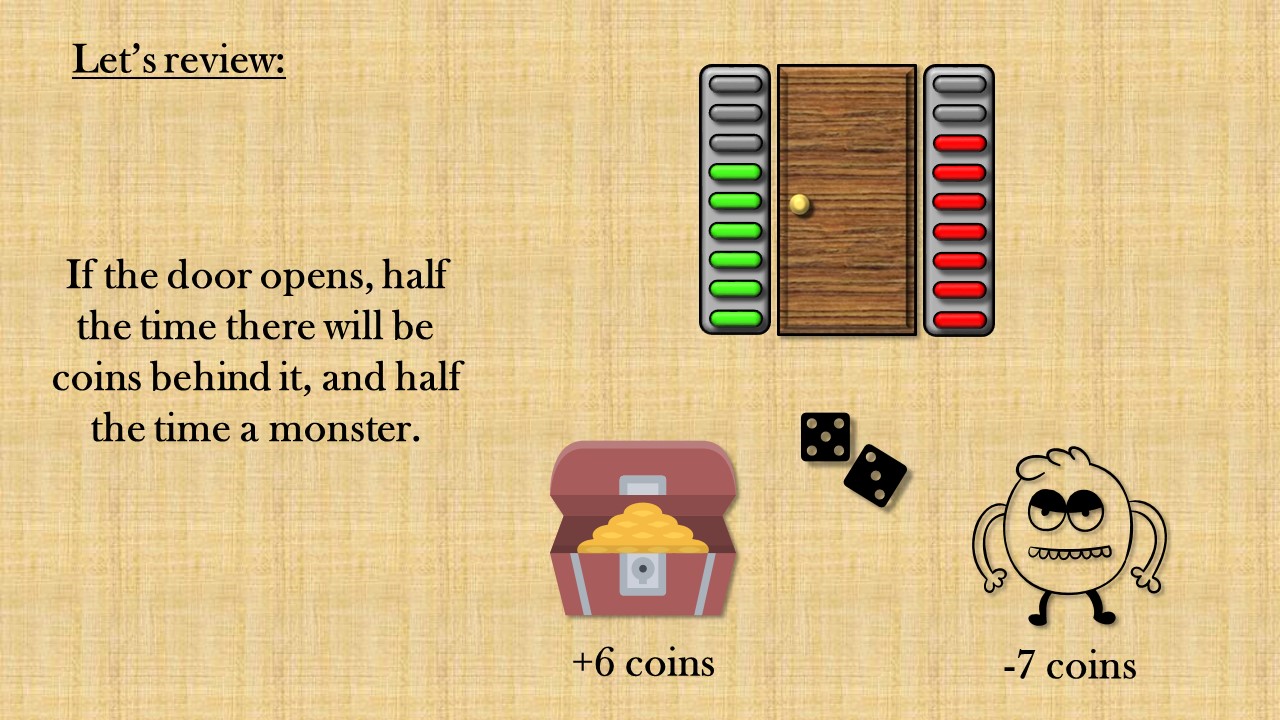 Let’s review:
If the door opens, half
the time there will be
coins behind it, and half
the time a monster.
+6 coins
-7 coins